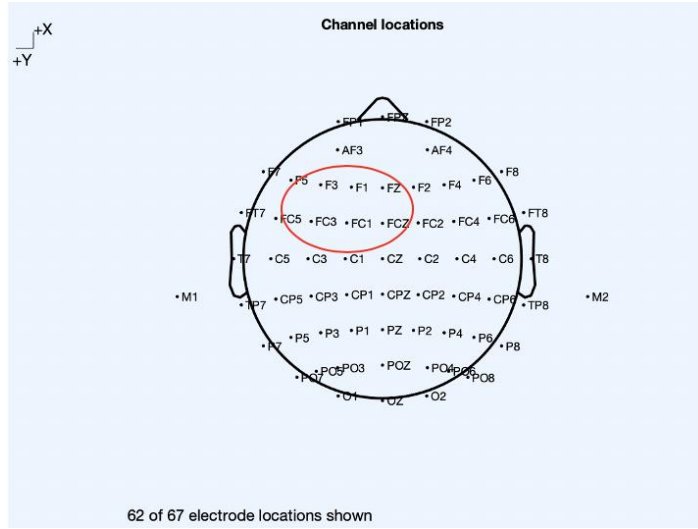 Channel locations
+X
+Y
FP1 FPZ FP2
AF3 AF4
F7 F5 F3 F1 FZ F2 F4 F6 F8
FT7 FC5 FC3 FC1 FCZ FC2 FC4 FC6 FT8
T7 C5 C3 C1 CZ C2 C4 C6 T8
M1 TP7 CP5 CP3 CP1 CPZ CP2 CP4 CP6 TP8 M2
P7 P5 P3 P1 PZ P2 P4 P6 P8
PO7 PO5 PO3 POZ PO4 PO6 PO8
O1 OZ O2
62 of 67 electrode locations shown